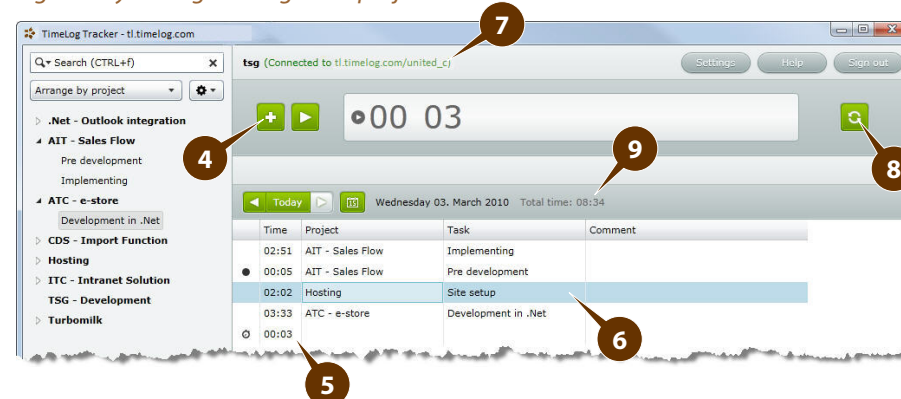 TimeLog Tracker - tl.timelog.com
7
Search (CTRL+f)
tsg (Connected to tl.timelog.com/united_c)
Settings
Help
Sign out
Arrange by project
00 03
.Net - Outlook integration
AIT - Sales Flow
Pre development
Implementing
ATC - e-store
Development in .Net
CDS - Import Function
Hosting
ITC - Intranet Solution
TSG - Development
Turbomilk
4
9
8
Today
Wednesday 03. March 2010 Total time: 08:34
Time Project Task Comment
02:51 AIT - Sales Flow Implementing
00:05 AIT - Sales Flow Pre development
02:02 Hosting Site setup
03:33 ATC - e-store Development in .Net
00:03
6
5